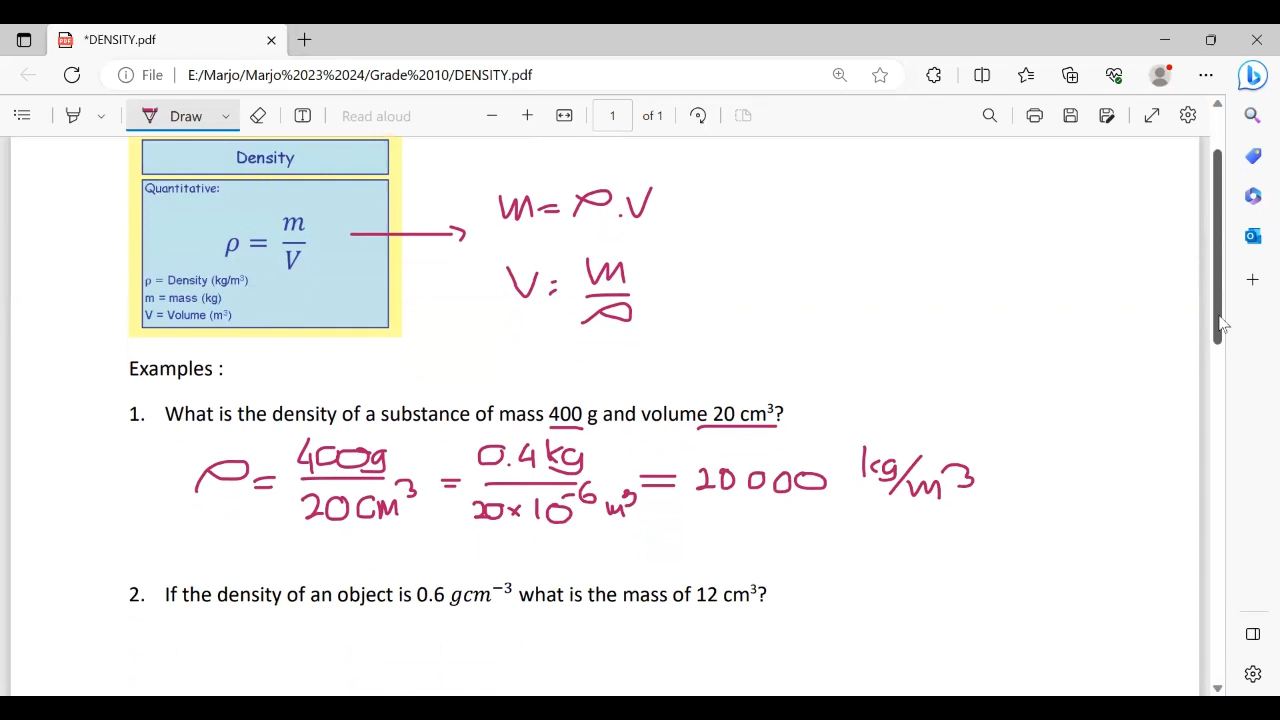 *DENSITY.pdf
File E:/Marjo/Marjo%2023%2024/Grade%2010/DENSITY.pdf
Draw Read aloud 1 of 1
Density
Quantitative:
ρ = m/V
ρ = Density (kg/m³)
m = mass (kg)
V = Volume (m³)
m = ρ.V
V = m/ρ
Examples :
1. What is the density of a substance of mass 400 g and volume 20 cm³?
ρ = 400g/20cm³ = 0.4 kg/20×10⁻⁶ m³ = 20000 kg/m³
2. If the density of an object is 0.6 gcm⁻³ what is the mass of 12 cm³?